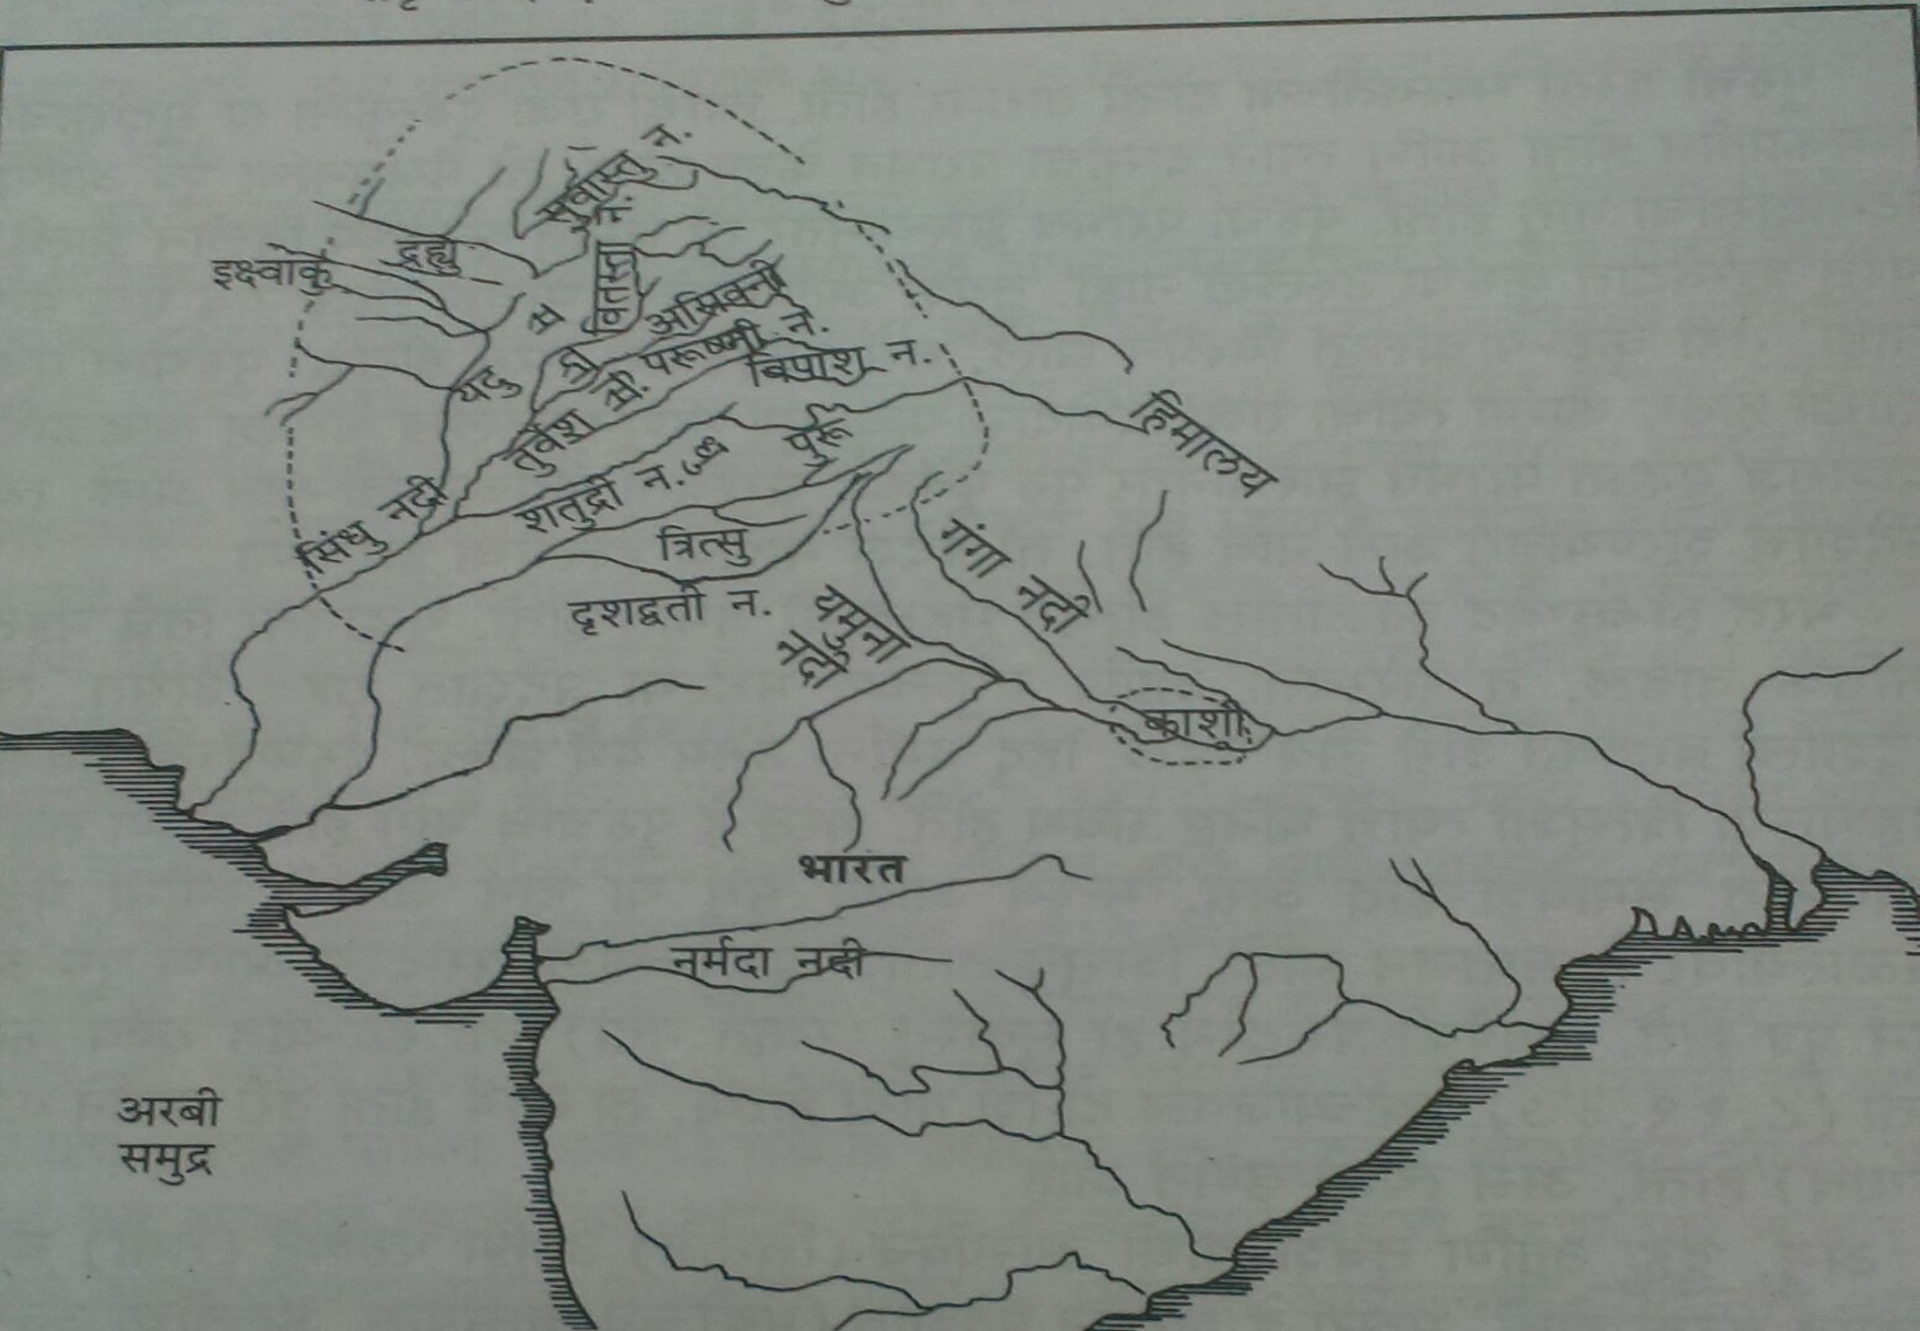 सुवास्तु न.
द्रह्यु
इक्ष्वाकु
वितस्ता
असिक्नी
परूष्णी न.
विपाश न.
यदु
तुर्वश
पुरू
हिमालय
सिंधु नदी
शतुद्री न.
त्रित्सु
गंगा नदी
दृशद्वती न.
यमुना
नदी
काशी
भारत
नर्मदा नदी
अरबी
समुद्र